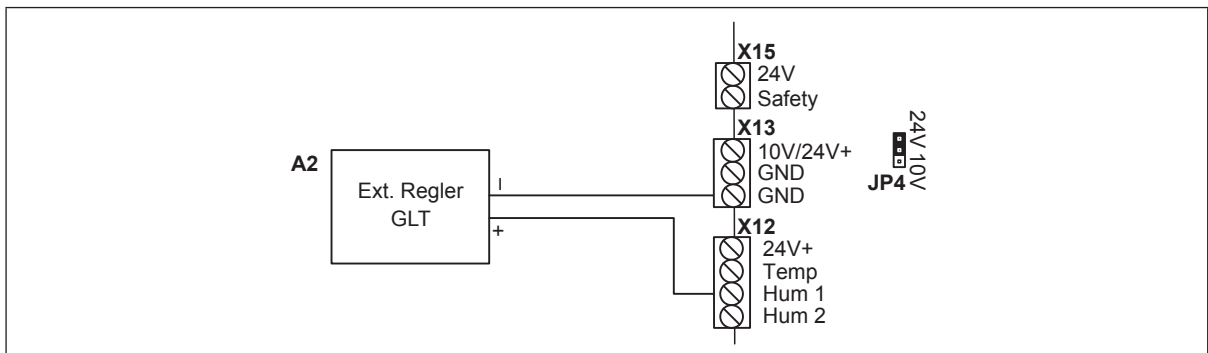 X15
24V
Safety
X13
10V/24V+
GND
GND
24V 10V
JP4
A2
Ext. Regler
GLT
–
+
X12
24V+
Temp
Hum 1
Hum 2